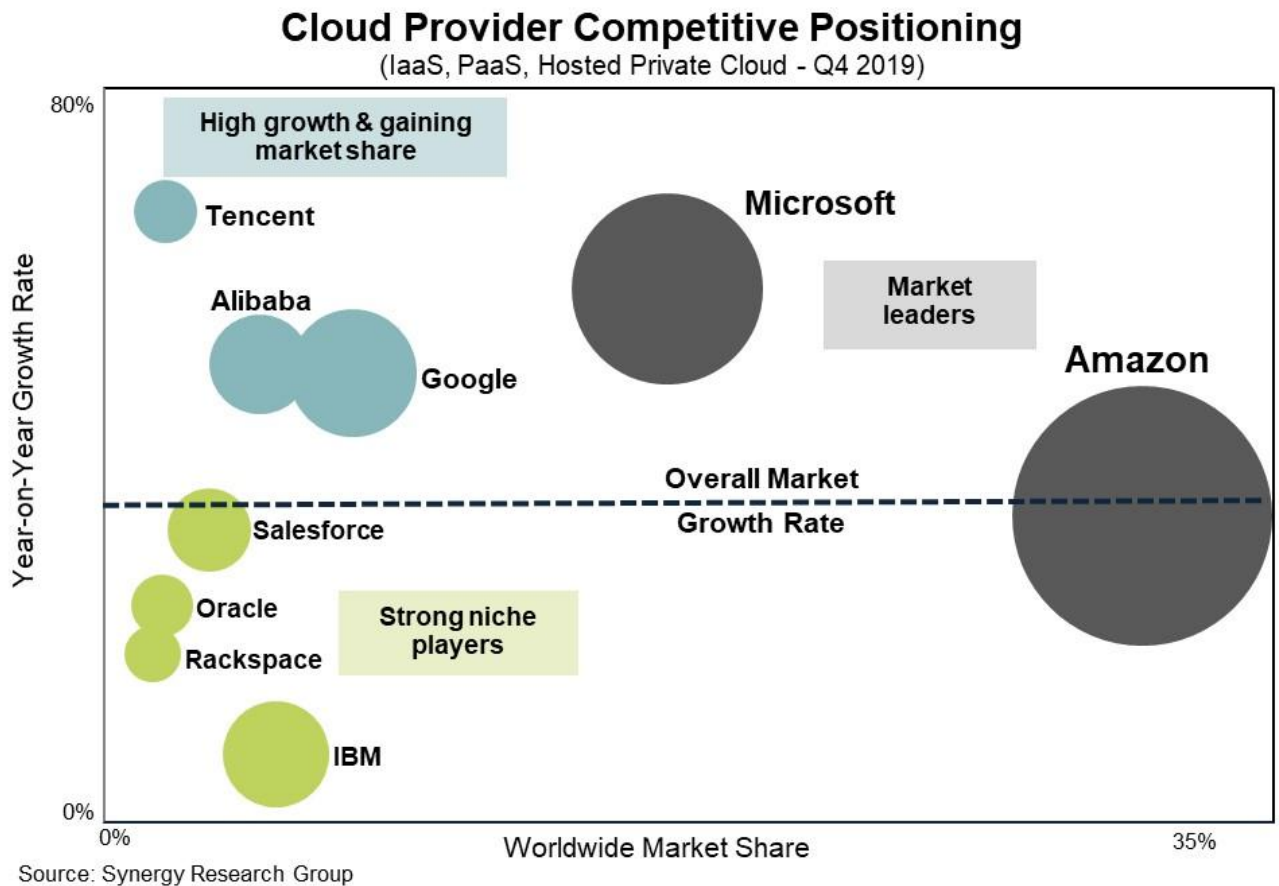 Cloud Provider Competitive Positioning
(IaaS, PaaS, Hosted Private Cloud - Q4 2019)
80%
High growth & gaining
market share
Tencent
Microsoft
Alibaba
Market
leaders
Google
Amazon
Year-on-Year Growth Rate
Overall Market
Growth Rate
Salesforce
Oracle
Strong niche
players
Rackspace
IBM
0%
0%
Worldwide Market Share
35%
Source: Synergy Research Group